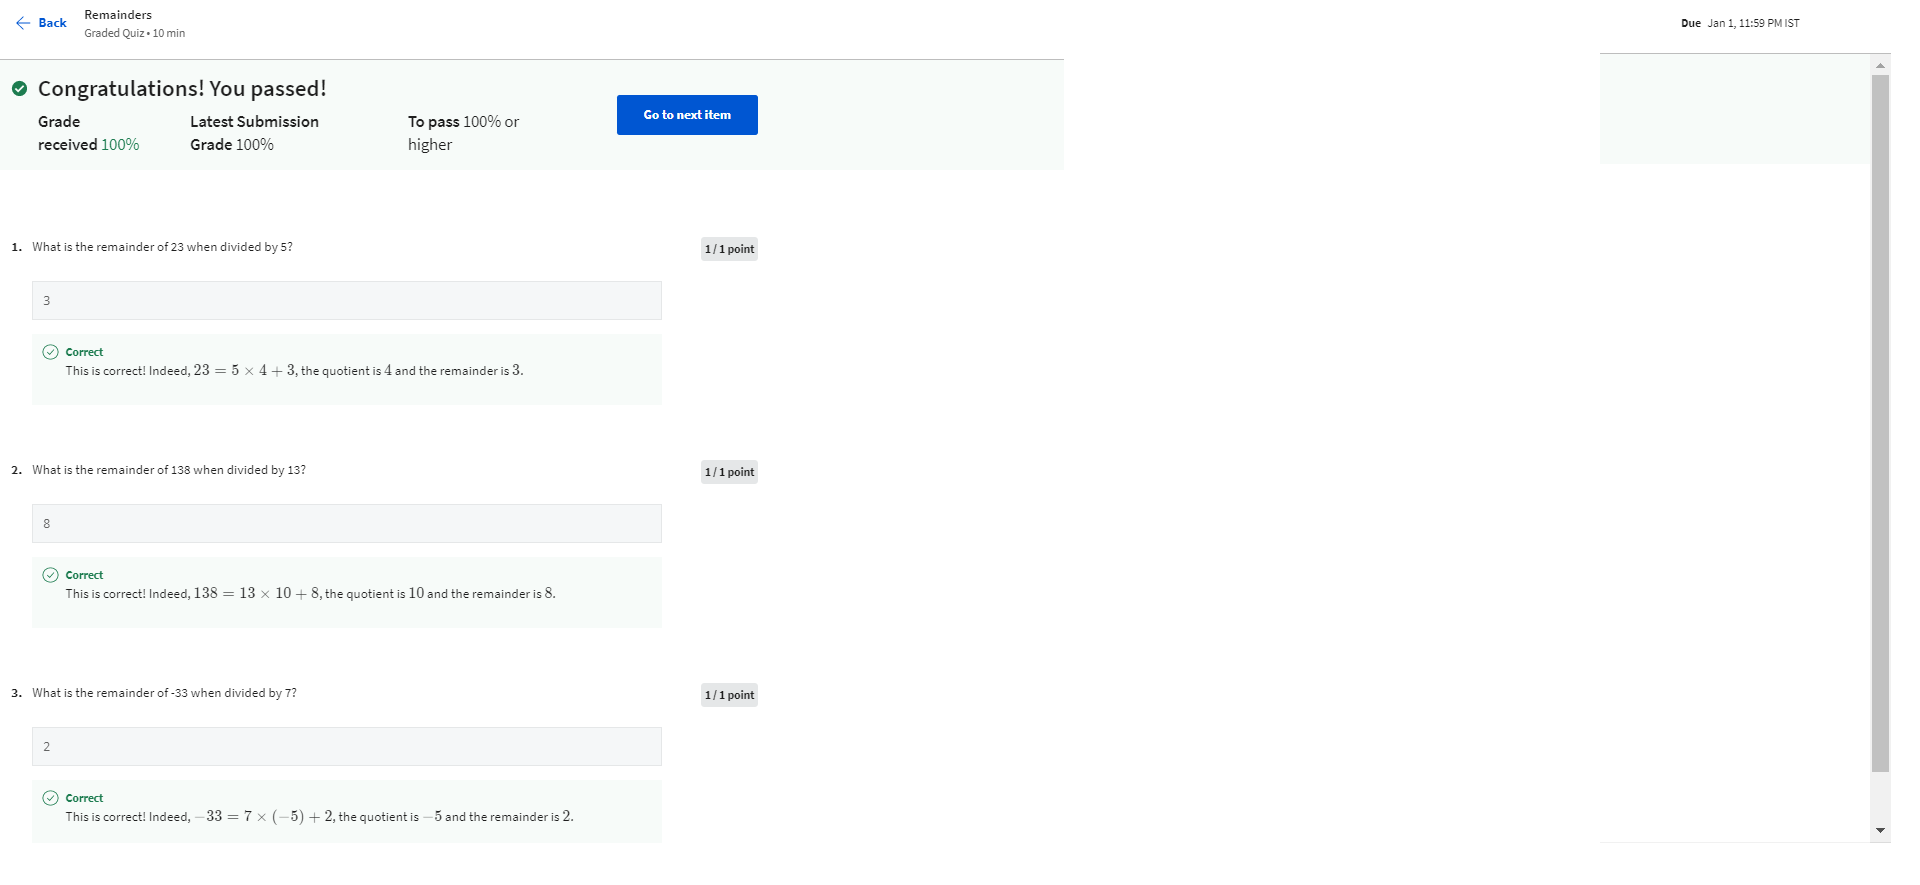 Back
Remainders
Graded Quiz • 10 min
Due Jan 1, 11:59 PM IST
Congratulations! You passed!
Grade received 100%
Latest Submission Grade 100%
To pass 100% or higher
Go to next item
1. What is the remainder of 23 when divided by 5?
1 / 1 point
3
Correct
This is correct! Indeed, 23 = 5 × 4 + 3, the quotient is 4 and the remainder is 3.
2. What is the remainder of 138 when divided by 13?
1 / 1 point
8
Correct
This is correct! Indeed, 138 = 13 × 10 + 8, the quotient is 10 and the remainder is 8.
3. What is the remainder of -33 when divided by 7?
1 / 1 point
2
Correct
This is correct! Indeed, −33 = 7 × (−5) + 2, the quotient is −5 and the remainder is 2.